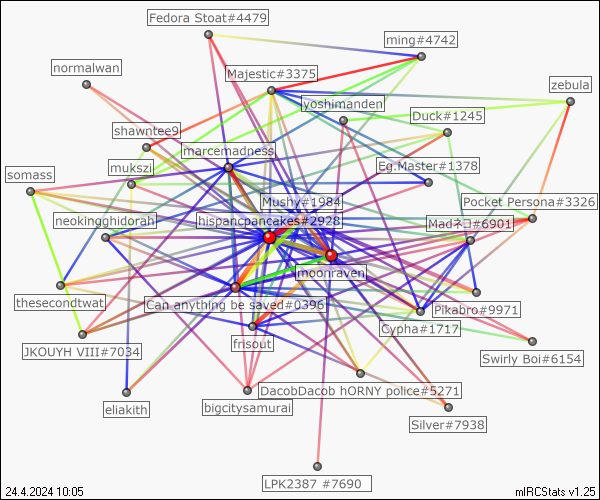 Fedora Stoat#4479
ming#4742
normalwan
Majestic#3375
zebula
yoshimanden
Duck#1245
shawntee9
marcemadness
mukszi
Eg.Master#1378
somass
Mushy#1984
Pocket Persona#3326
neokingghidorah
hispancpancakes#2928
Madネコ#6901
moonraven
thesecondtwat
Can anything be saved#0396
Pikabro#9971
Cypha#1717
JKOUYH VIII#7034
frisout
Swirly Boi#6154
DacobDacob hORNY police#5271
eliakith
bigcitysamurai
Silver#7938
LPK2387 #7690
24.4.2024 10:05
mIRCStats v1.25